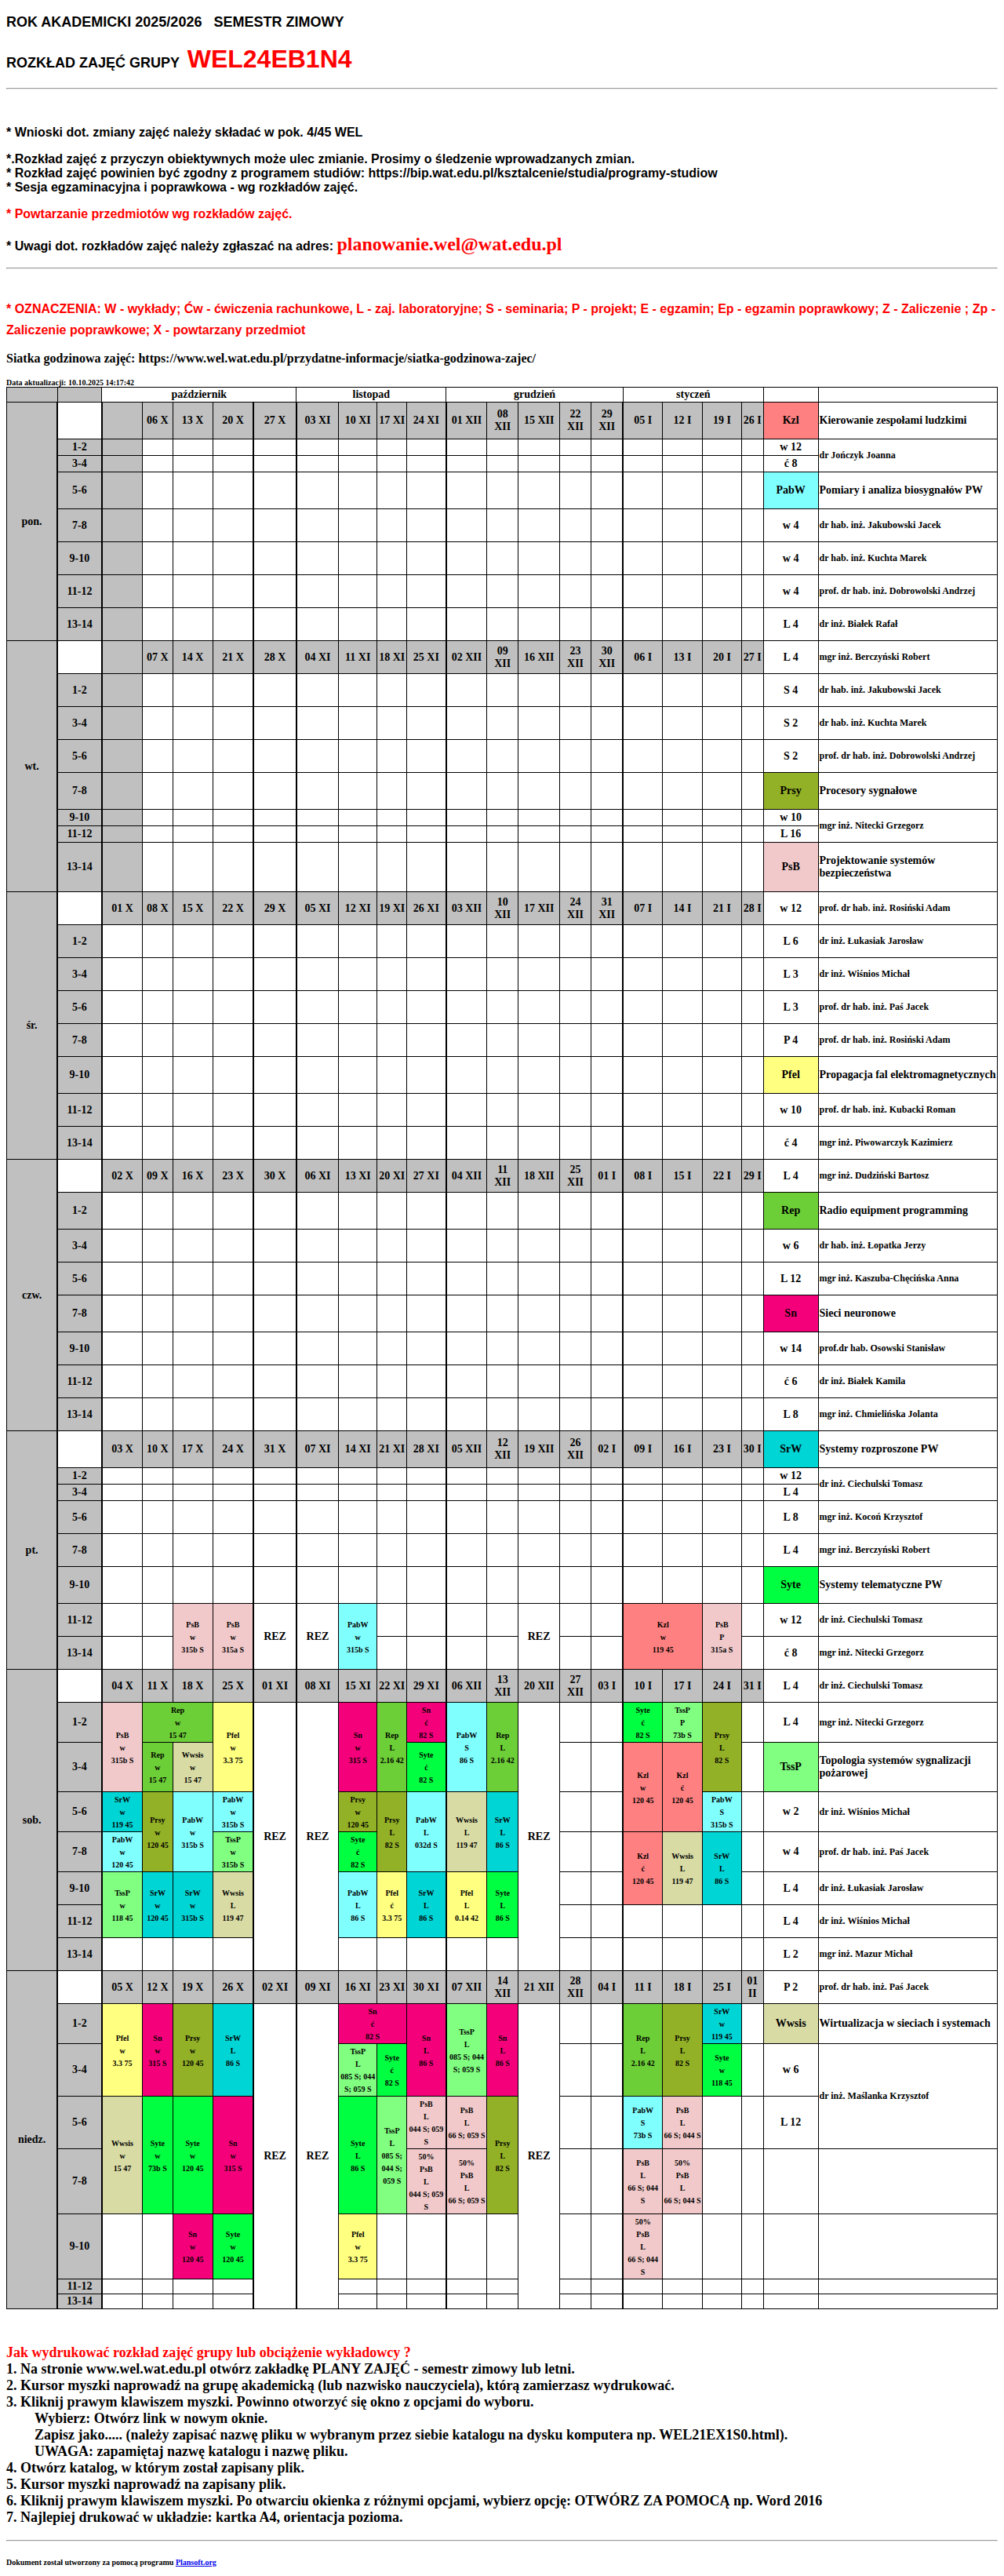 ROK AKADEMICKI 2025/2026 SEMESTR ZIMOWY
ROZKŁAD ZAJĘĆ GRUPY WEL24EB1N4
* Wnioski dot. zmiany zajęć należy składać w pok. 4/45 WEL
*.Rozkład zajęć z przyczyn obiektywnych może ulec zmianie. Prosimy o śledzenie wprowadzanych zmian.
* Rozkład zajęć powinien być zgodny z programem studiów: https://bip.wat.edu.pl/ksztalcenie/studia/programy-studiow
* Sesja egzaminacyjna i poprawkowa - wg rozkładów zajęć.
* Powtarzanie przedmiotów wg rozkładów zajęć.
* Uwagi dot. rozkładów zajęć należy zgłaszać na adres: planowanie.wel@wat.edu.pl
* OZNACZENIA: W - wykłady; Ćw - ćwiczenia rachunkowe, L - zaj. laboratoryjne; S - seminaria; P - projekt; E - egzamin; Ep - egzamin poprawkowy; Z - Zaliczenie ; Zp -
Zaliczenie poprawkowe; X - powtarzany przedmiot
Siatka godzinowa zajęć: https://www.wel.wat.edu.pl/przydatne-informacje/siatka-godzinowa-zajec/
Data aktualizacji: 10.10.2025 14:17:42
październik listopad grudzień styczeń
pon. 06 X 13 X 20 X 27 X 03 XI 10 XI 17 XI 24 XI 01 XII 08 XII 15 XII 22 XII 29 XII 05 I 12 I 19 I 26 I Kzl Kierowanie zespołami ludzkimi
1-2 w 12 dr Jończyk Joanna
3-4 ć 8
5-6 PabW Pomiary i analiza biosygnałów PW
7-8 w 4 dr hab. inż. Jakubowski Jacek
9-10 w 4 dr hab. inż. Kuchta Marek
11-12 w 4 prof. dr hab. inż. Dobrowolski Andrzej
13-14 L 4 dr inż. Białek Rafał
wt. 07 X 14 X 21 X 28 X 04 XI 11 XI 18 XI 25 XI 02 XII 09 XII 16 XII 23 XII 30 XII 06 I 13 I 20 I 27 I L 4 mgr inż. Berczyński Robert
1-2 S 4 dr hab. inż. Jakubowski Jacek
3-4 S 2 dr hab. inż. Kuchta Marek
5-6 S 2 prof. dr hab. inż. Dobrowolski Andrzej
7-8 Prsy Procesory sygnałowe
9-10 w 10 mgr inż. Nitecki Grzegorz
11-12 L 16
13-14 PsB Projektowanie systemów bezpieczeństwa
śr. 01 X 08 X 15 X 22 X 29 X 05 XI 12 XI 19 XI 26 XI 03 XII 10 XII 17 XII 24 XII 31 XII 07 I 14 I 21 I 28 I w 12 prof. dr hab. inż. Rosiński Adam
1-2 L 6 dr inż. Łukasiak Jarosław
3-4 L 3 dr inż. Wiśnios Michał
5-6 L 3 prof. dr hab. inż. Paś Jacek
7-8 P 4 prof. dr hab. inż. Rosiński Adam
9-10 Pfel Propagacja fal elektromagnetycznych
11-12 w 10 prof. dr hab. inż. Kubacki Roman
13-14 ć 4 mgr inż. Piwowarczyk Kazimierz
czw. 02 X 09 X 16 X 23 X 30 X 06 XI 13 XI 20 XI 27 XI 04 XII 11 XII 18 XII 25 XII 01 I 08 I 15 I 22 I 29 I L 4 mgr inż. Dudziński Bartosz
1-2 Rep Radio equipment programming
3-4 w 6 dr hab. inż. Łopatka Jerzy
5-6 L 12 mgr inż. Kaszuba-Chęcińska Anna
7-8 Sn Sieci neuronowe
9-10 w 14 prof.dr hab. Osowski Stanisław
11-12 ć 6 dr inż. Białek Kamila
13-14 L 8 mgr inż. Chmielińska Jolanta
pt. 03 X 10 X 17 X 24 X 31 X 07 XI 14 XI 21 XI 28 XI 05 XII 12 XII 19 XII 26 XII 02 I 09 I 16 I 23 I 30 I SrW Systemy rozproszone PW
1-2 w 12 dr inż. Ciechulski Tomasz
3-4 L 4
5-6 L 8 mgr inż. Kocoń Krzysztof
7-8 L 4 mgr inż. Berczyński Robert
9-10 Syte Systemy telematyczne PW
11-12 PsB w 315b S PsB w 315a S REZ REZ PabW w 315b S REZ Kzl w 119 45 PsB P 315a S w 12 dr inż. Ciechulski Tomasz
13-14 ć 8 mgr inż. Nitecki Grzegorz
sob. 04 X 11 X 18 X 25 X 01 XI 08 XI 15 XI 22 XI 29 XI 06 XII 13 XII 20 XII 27 XII 03 I 10 I 17 I 24 I 31 I L 4 dr inż. Ciechulski Tomasz
1-2 PsB w 315b S Rep w 15 47 Pfel w 3.3 75 REZ REZ Sn w 315 S Rep L 2.16 42 Sn ć 82 S PabW S 86 S Rep L 2.16 42 REZ Syte ć 82 S TssP P 73b S Prsy L 82 S L 4 mgr inż. Nitecki Grzegorz
3-4 Rep w 15 47 Wwsis w 15 47 Syte ć 82 S Kzl w 120 45 Kzl ć 120 45 TssP Topologia systemów sygnalizacji pożarowej
5-6 SrW w 119 45 Prsy w 120 45 PabW w 315b S PabW w 315b S Prsy w 120 45 Prsy L 82 S PabW L 032d S Wwsis L 119 47 SrW L 86 S PabW S 315b S w 2 dr inż. Wiśnios Michał
7-8 PabW w 120 45 TssP w 315b S Syte ć 82 S Kzl ć 120 45 Wwsis L 119 47 SrW L 86 S w 4 prof. dr hab. inż. Paś Jacek
9-10 TssP w 118 45 SrW w 120 45 SrW w 315b S Wwsis L 119 47 PabW L 86 S Pfel ć 3.3 75 SrW L 86 S Pfel L 0.14 42 Syte L 86 S L 4 dr inż. Łukasiak Jarosław
11-12 L 4 dr inż. Wiśnios Michał
13-14 L 2 mgr inż. Mazur Michał
niedz. 05 X 12 X 19 X 26 X 02 XI 09 XI 16 XI 23 XI 30 XI 07 XII 14 XII 21 XII 28 XII 04 I 11 I 18 I 25 I 01 II P 2 prof. dr hab. inż. Paś Jacek
1-2 Pfel w 3.3 75 Sn w 315 S Prsy w 120 45 SrW L 86 S REZ REZ Sn ć 82 S Sn L 86 S TssP L 085 S; 044 S; 059 S Sn L 86 S REZ Rep L 2.16 42 Prsy L 82 S SrW w 119 45 Wwsis Wirtualizacja w sieciach i systemach
3-4 TssP L 085 S; 044 S; 059 S Syte ć 82 S Syte w 118 45 w 6 dr inż. Maślanka Krzysztof
5-6 Wwsis w 15 47 Syte w 73b S Syte w 120 45 Sn w 315 S Syte L 86 S TssP L 085 S; 044 S; 059 S PsB L 044 S; 059 S PsB L 66 S; 059 S Prsy L 82 S PabW S 73b S PsB L 66 S; 044 S L 12
7-8 50% PsB L 044 S; 059 S 50% PsB L 66 S; 059 S PsB L 66 S; 044 S 50% PsB L 66 S; 044 S
9-10 Sn w 120 45 Syte w 120 45 Pfel w 3.3 75 50% PsB L 66 S; 044 S
11-12
13-14
Jak wydrukować rozkład zajęć grupy lub obciążenie wykładowcy ?
1. Na stronie www.wel.wat.edu.pl otwórz zakładkę PLANY ZAJĘĆ - semestr zimowy lub letni.
2. Kursor myszki naprowadź na grupę akademicką (lub nazwisko nauczyciela), którą zamierzasz wydrukować.
3. Kliknij prawym klawiszem myszki. Powinno otworzyć się okno z opcjami do wyboru.
Wybierz: Otwórz link w nowym oknie.
Zapisz jako..... (należy zapisać nazwę pliku w wybranym przez siebie katalogu na dysku komputera np. WEL21EX1S0.html).
UWAGA: zapamiętaj nazwę katalogu i nazwę pliku.
4. Otwórz katalog, w którym został zapisany plik.
5. Kursor myszki naprowadź na zapisany plik.
6. Kliknij prawym klawiszem myszki. Po otwarciu okienka z różnymi opcjami, wybierz opcję: OTWÓRZ ZA POMOCĄ np. Word 2016
7. Najlepiej drukować w układzie: kartka A4, orientacja pozioma.
Dokument został utworzony za pomocą programu Plansoft.org